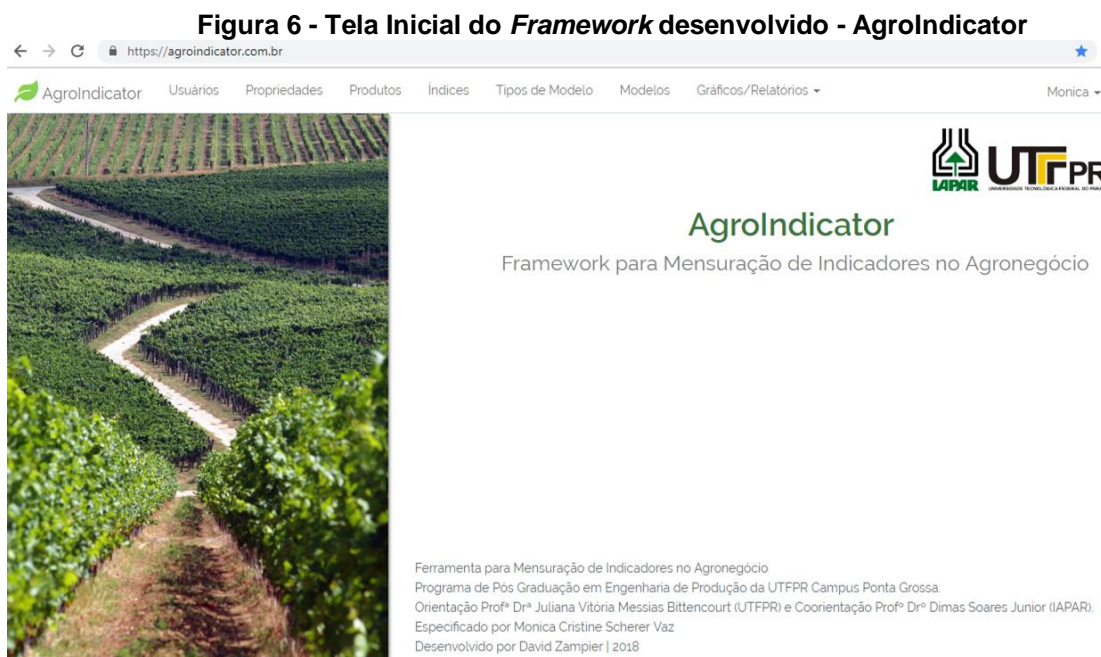 Figura 6 - Tela Inicial do Framework desenvolvido - AgroIndicator
https://agroindicator.com.br
AgroIndicator Usuários Propriedades Produtos Índices Tipos de Modelo Modelos Gráficos/Relatórios Monica
IAPAR UTFPR
UNIVERSIDADE TECNOLÓGICA FEDERAL DO
AgroIndicator
Framework para Mensuração de Indicadores no Agronegócio
Ferramenta para Mensuração de Indicadores no Agronegócio
Programa de Pós Graduação em Engenharia de Produção da UTFPR Campus Ponta Grossa.
Orientação Profª Drª Juliana Vitória Messias Bittencourt (UTFPR) e Coorientação Profº Drº Dimas Soares Junior (IAPAR).
Especificado por Monica Cristine Scherer Vaz
Desenvolvido por David Zampier | 2018